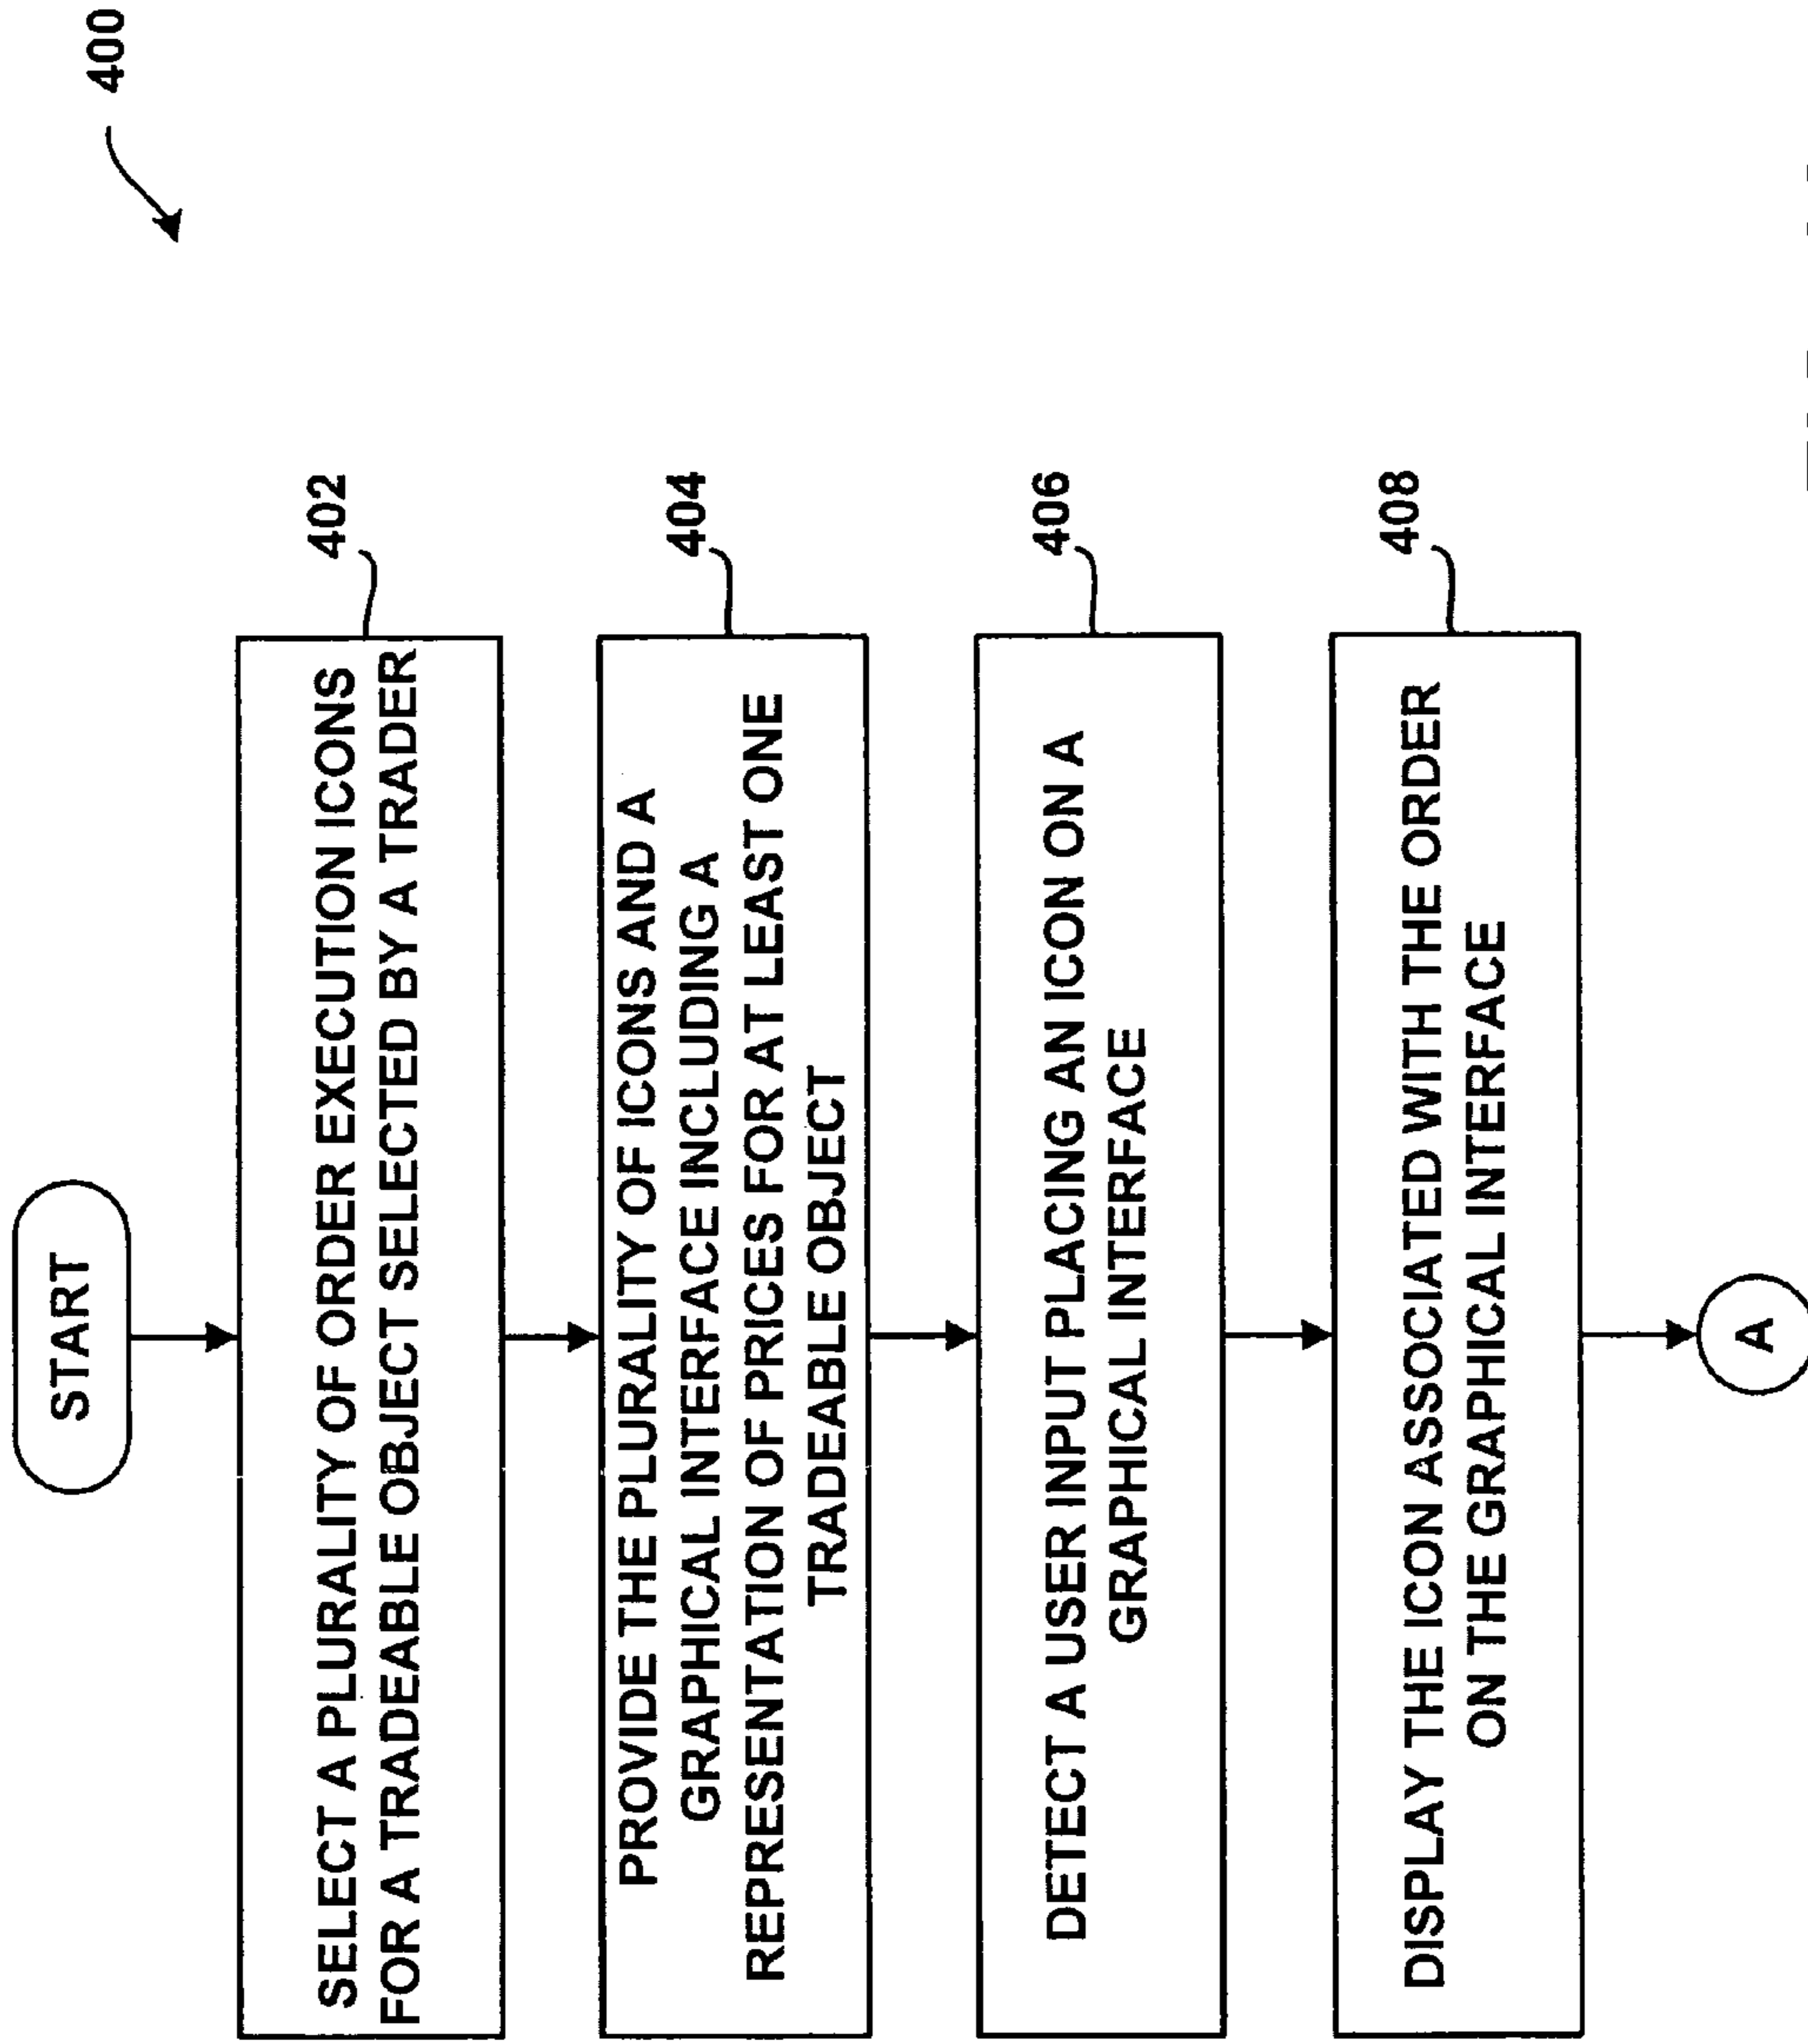 400
START
SELECT A PLURALITY OF ORDER EXECUTION ICONS
FOR A TRADEABLE OBJECT SELECTED BY A TRADER
402
PROVIDE THE PLURALITY OF ICONS AND A
GRAPHICAL INTERFACE INCLUDING A
REPRESENTATION OF PRICES FOR AT LEAST ONE
TRADEABLE OBJECT
404
DETECT A USER INPUT PLACING AN ICON ON A
GRAPHICAL INTERFACE
406
DISPLAY THE ICON ASSOCIATED WITH THE ORDER
ON THE GRAPHICAL INTERFACE
408
A